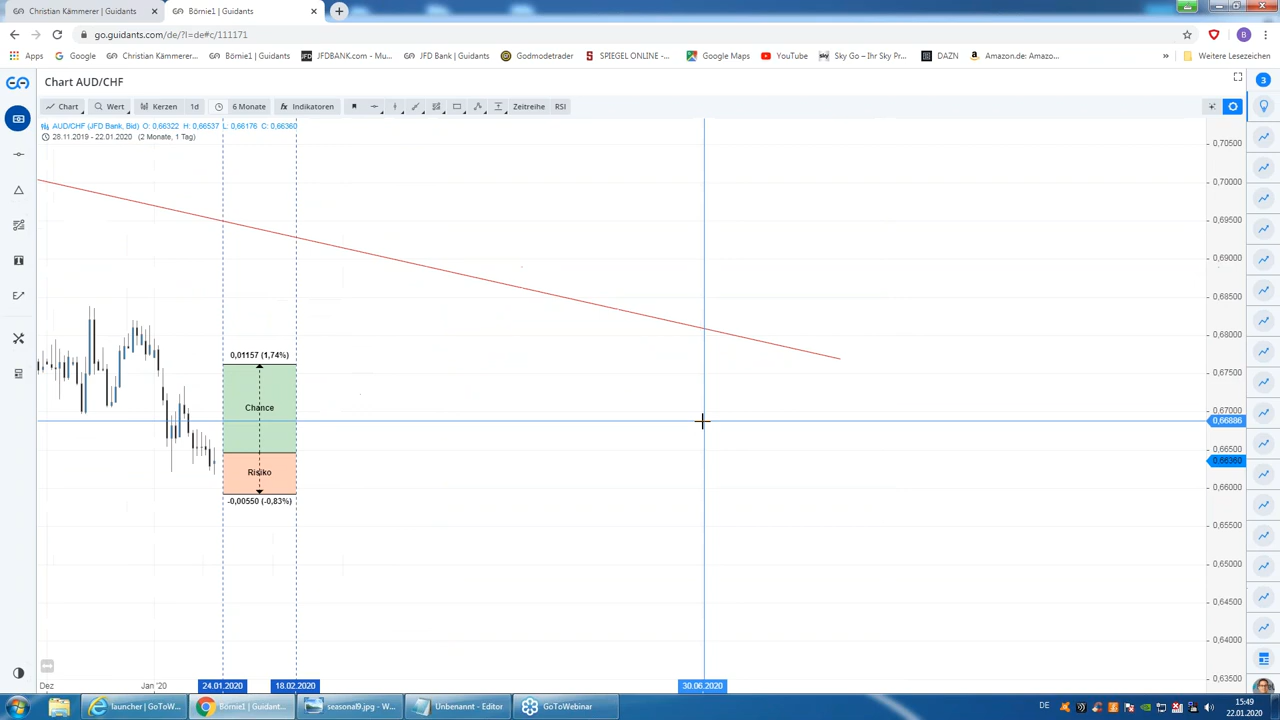 Christian Kämmerer | Guidants
Börnie1 | Guidants
go.guidants.com/de/?l=de#c/111171
Apps
Google
Christian Kämmerer...
Börnie1 | Guidants
JFDBANK.com - Mu...
JFD Bank | Guidants
Godmodetrader
SPIEGEL ONLINE -...
Google Maps
YouTube
Sky Go – Ihr Sky Pr...
DAZN
Amazon.de: Amazo...
»
Weitere Lesezeichen
Chart AUD/CHF
3
Chart
Wert
Kerzen
1d
6 Monate
Indikatoren
Zeitreihe
RSI
AUD/CHF (JFD Bank, Bid) O: 0,66322 H: 0,66537 L: 0,66176 C: 0,66360
28.11.2019 - 22.01.2020 (2 Monate, 1 Tag)
0,70500
0,70000
0,69500
0,69000
0,68500
0,68000
0,67500
0,67000
0,66886
0,66360
0,66000
0,65500
0,65000
0,64500
0,64000
0,63500
0,01157 (1,74%)
Chance
Risiko
-0,00550 (-0,83%)
Dez
Jan '20
24.01.2020
18.02.2020
30.06.2020
launcher | GoToW...
Börnie1 | Guidant...
seasonal9.jpg - W...
Unbenannt - Editor
GoToWebinar
DE
15:49
22.01.2020